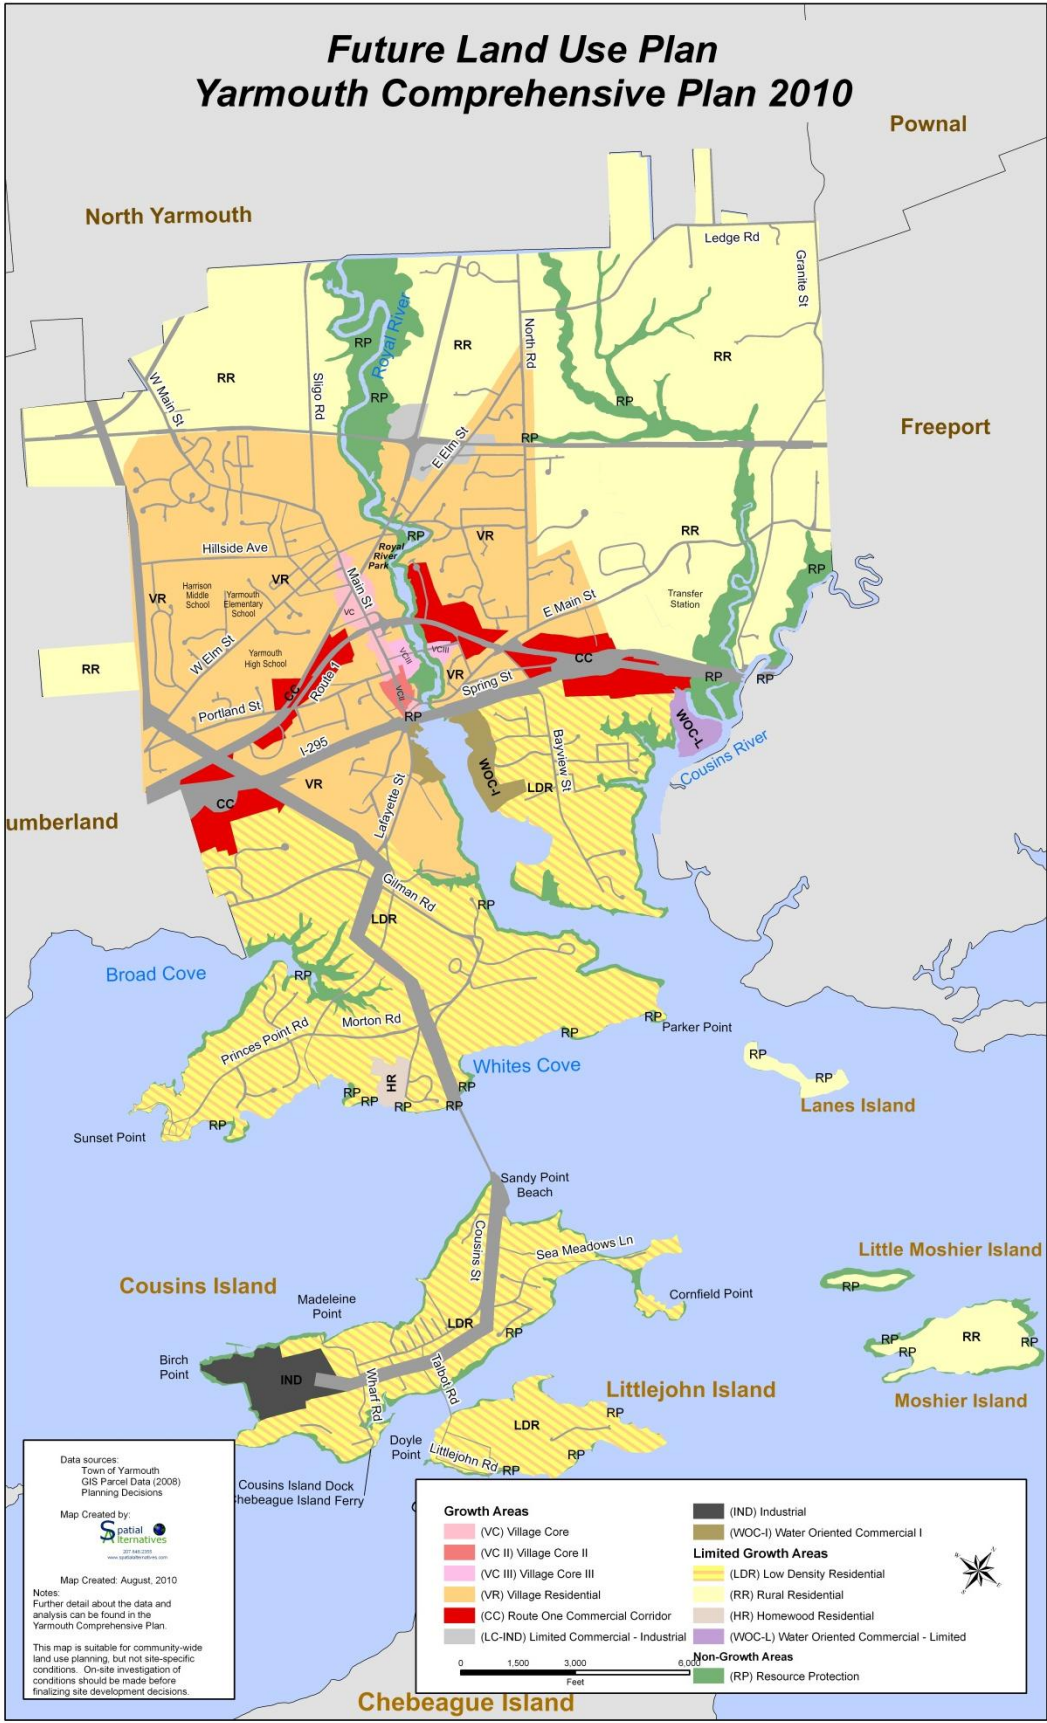 Future Land Use Plan
Yarmouth Comprehensive Plan 2010
Pownal
North Yarmouth
Ledge Rd
Granite St
Royal River
RP
RR
North Rd
RR
RR
W Main St
Sligo Rd
RP
RP
Freeport
E Elm St
RP
RP
Royal
River
Park
VR
RR
Hillside Ave
VR
Main St
RP
Harrison
Middle
School
Yarmouth
Elementary
School
VR
VC
E Main St
Transfer
Station
W Elm St
Yarmouth
High School
VCIII
VCIII
CC
RR
CC
Route 1
VR
Spring St
RP
RP
VCII
Portland St
RP
WOC-L
I-295
Bayview St
Cousins River
WOC-I
VR
LDR
Lafayette St
CC
umberland
Gilman Rd
RP
LDR
Broad Cove
RP
Princes Point Rd
Morton Rd
RP
RP
Parker Point
Whites Cove
RP
RP
HR
RP
RP
RP
RP
RP
RP
Lanes Island
Sunset Point
RP
Sandy Point
Beach
Cousins St
Sea Meadows Ln
Little Moshier Island
RP
Cousins Island
Cornfield Point
Madeleine
Point
LDR
RP
RP
RP
RR
RP
Birch
Point
IND
Wharf Rd
Talbot Rd
Littlejohn Island
Moshier Island
LDR
RP
Doyle
Point
Littlejohn Rd
RP
RP
Cousins Island Dock
Chebeague Island Ferry
Data sources:
Town of Yarmouth
GIS Parcel Data (2008)
Planning Decisions
Map Created by:
Spatial
Alternatives
www.spatialalternatives.com
Map Created: August, 2010
Notes:
Further detail about the data and
analysis can be found in the
Yarmouth Comprehensive Plan.
This map is suitable for community-wide
land use planning, but not site-specific
conditions. On-site investigation of
conditions should be made before
finalizing site development decisions.
Growth Areas
(VC) Village Core
(VC II) Village Core II
(VC III) Village Core III
(VR) Village Residential
(CC) Route One Commercial Corridor
(LC-IND) Limited Commercial - Industrial
(IND) Industrial
(WOC-I) Water Oriented Commercial I
Limited Growth Areas
(LDR) Low Density Residential
(RR) Rural Residential
(HR) Homewood Residential
(WOC-L) Water Oriented Commercial - Limited
Non-Growth Areas
(RP) Resource Protection
0 1,500 3,000 6,000
Feet
N
E
S
W
Chebeague Island